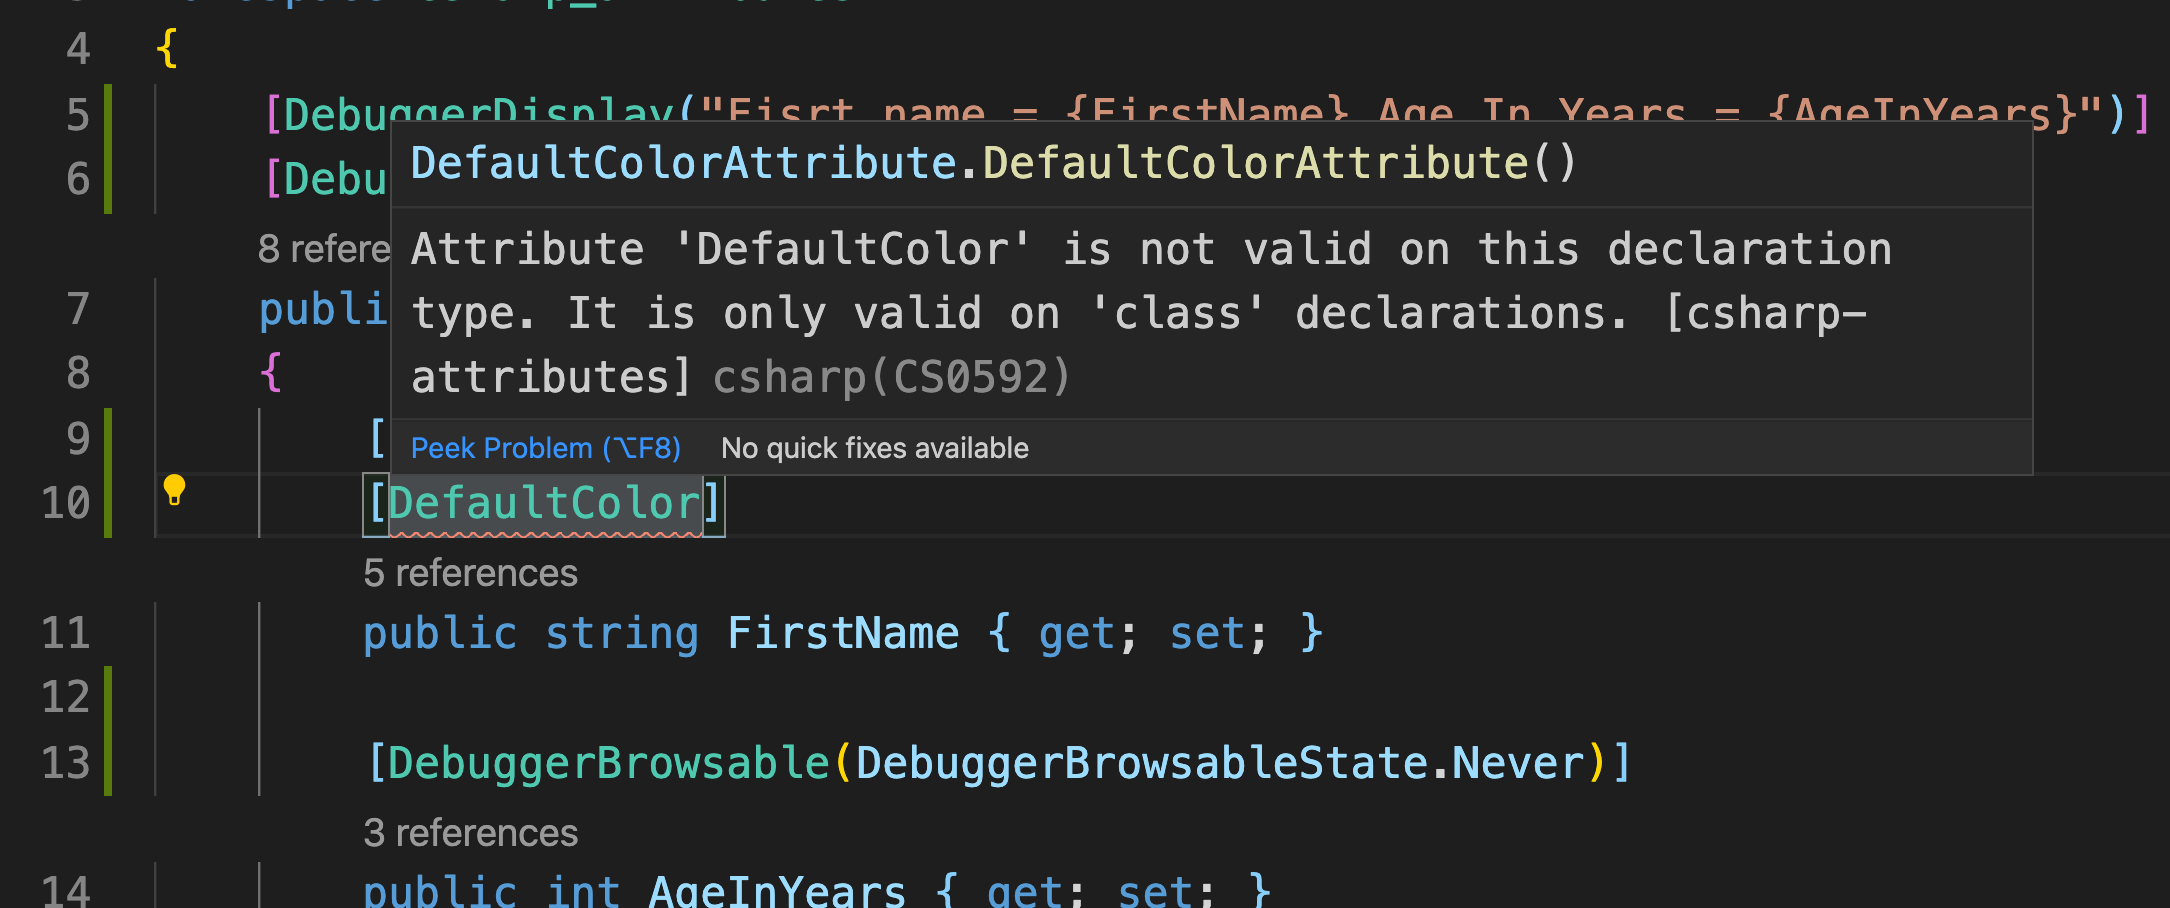 4 {
5 [DebuggerDisplay("Fisrt name = {FirstName} Age In Years = {AgeInYears}")]
DefaultColorAttribute.DefaultColorAttribute()
6 [Debu
Attribute 'DefaultColor' is not valid on this declaration
8 refere
type. It is only valid on 'class' declarations. [csharp-
7 publi
attributes] csharp(CS0592)
8 {
9 [
Peek Problem (⌥F8) No quick fixes available
10 [DefaultColor]
5 references
11 public string FirstName { get; set; }
12
13 [DebuggerBrowsable(DebuggerBrowsableState.Never)]
3 references
14 public int AgeInYears { get; set; }